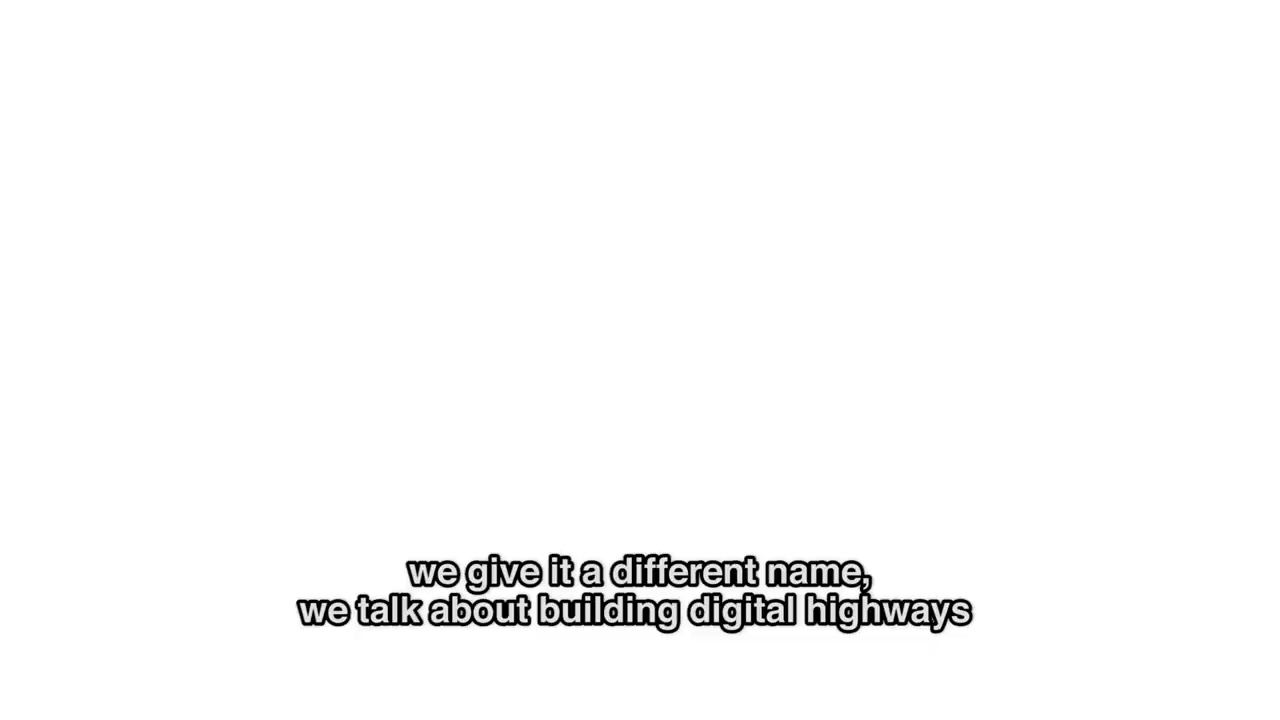 we give it a different name,
we talk about building digital highways